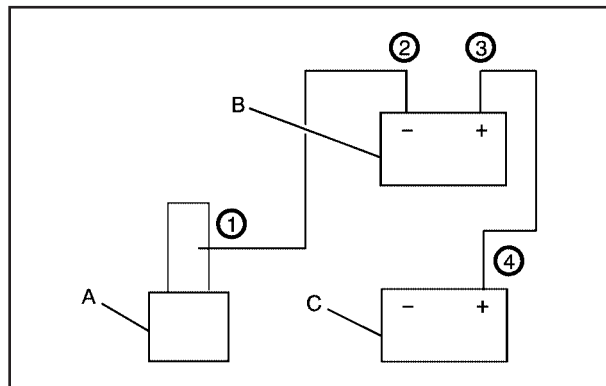 ② ③
B
− +
①
④
A
C
− +